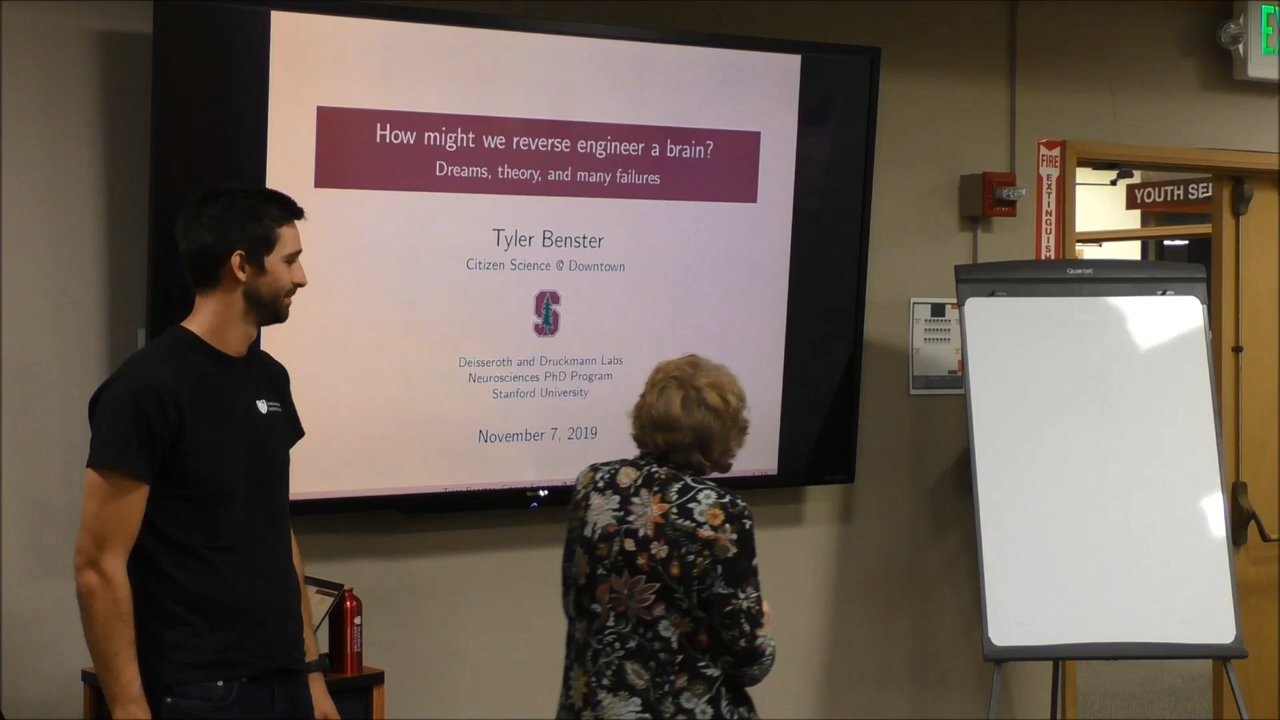 How might we reverse engineer a brain?
Dreams, theory, and many failures
Tyler Benster
Citizen Science @ Downtown
S
Deisseroth and Druckmann Labs
Neurosciences PhD Program
Stanford University
November 7, 2019
FIRE
EXTINGUISH
YOUTH SE
Quartet
E